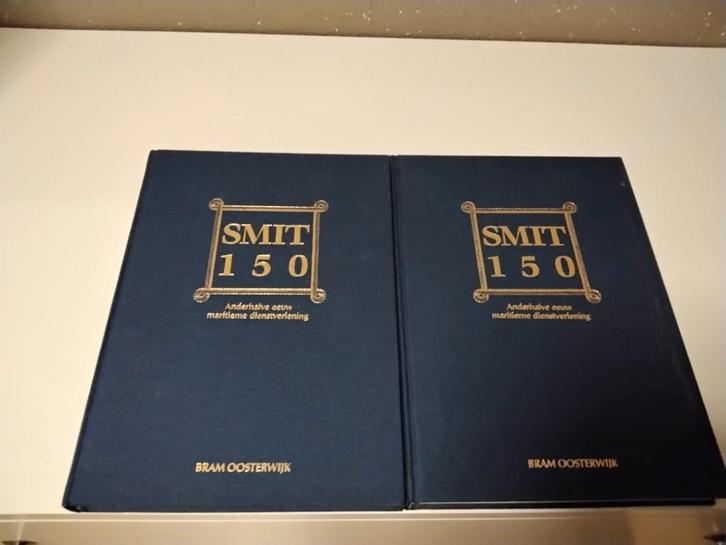 SMIT
150
Anderhalve eeuw
maritieme dienstverlening
BRAM OOSTERWIJK
SMIT
150
Anderhalve eeuw
maritieme dienstverlening
BRAM OOSTERWIJK